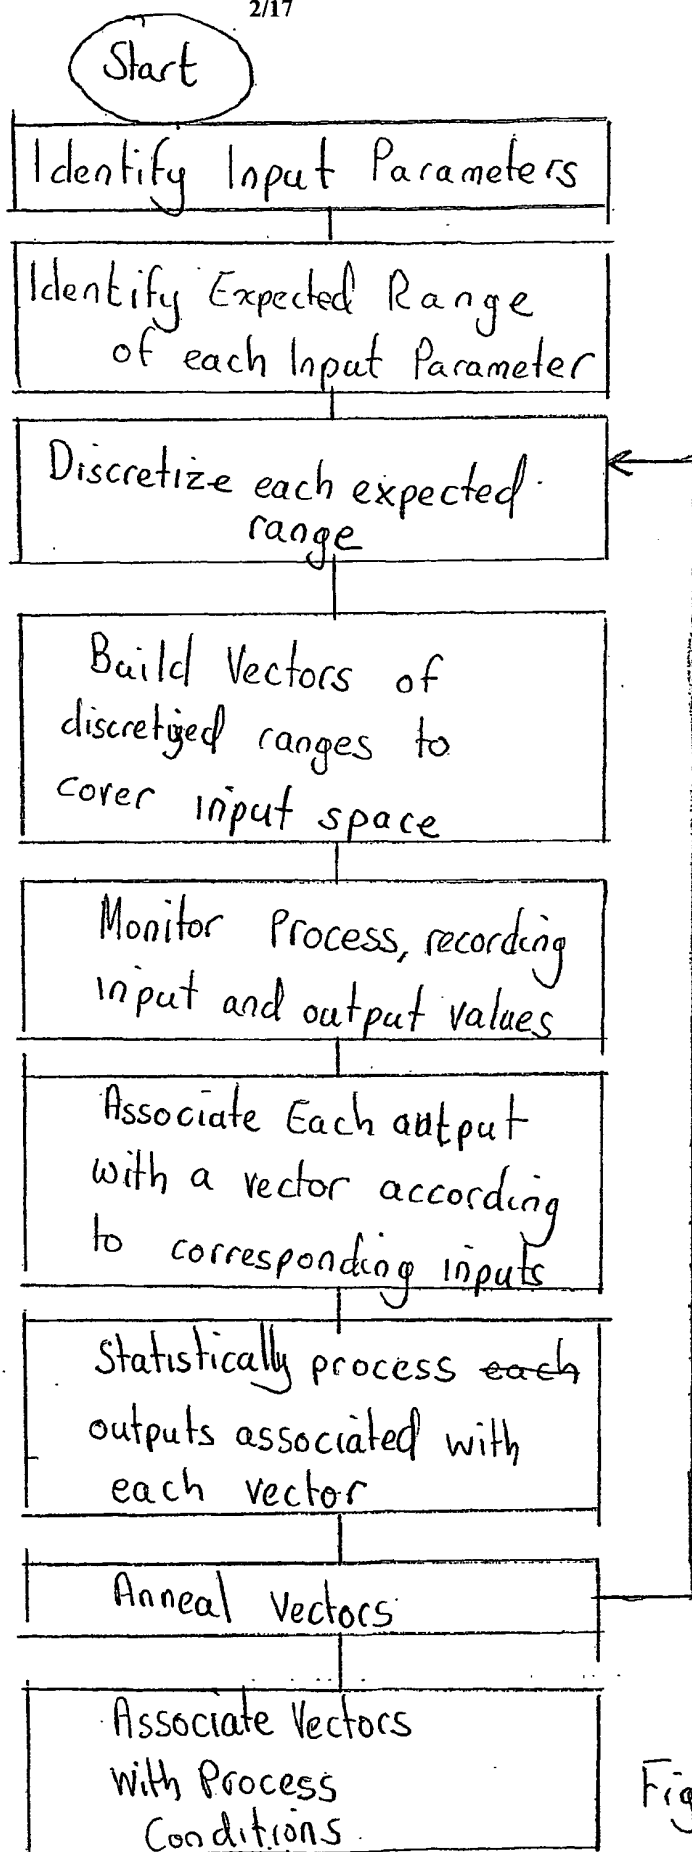 2/17
Start
Identify Input Parameters
Identify Expected Range
of each Input Parameter
Discretize each expected
range
Build Vectors of
discretized ranges to
cover input space
Monitor Process, recording
input and output values
Associate Each output
with a vector according
to corresponding inputs
Statistically process each
outputs associated with
each vector
Anneal Vectors
Associate Vectors
With Process
Conditions
Fig